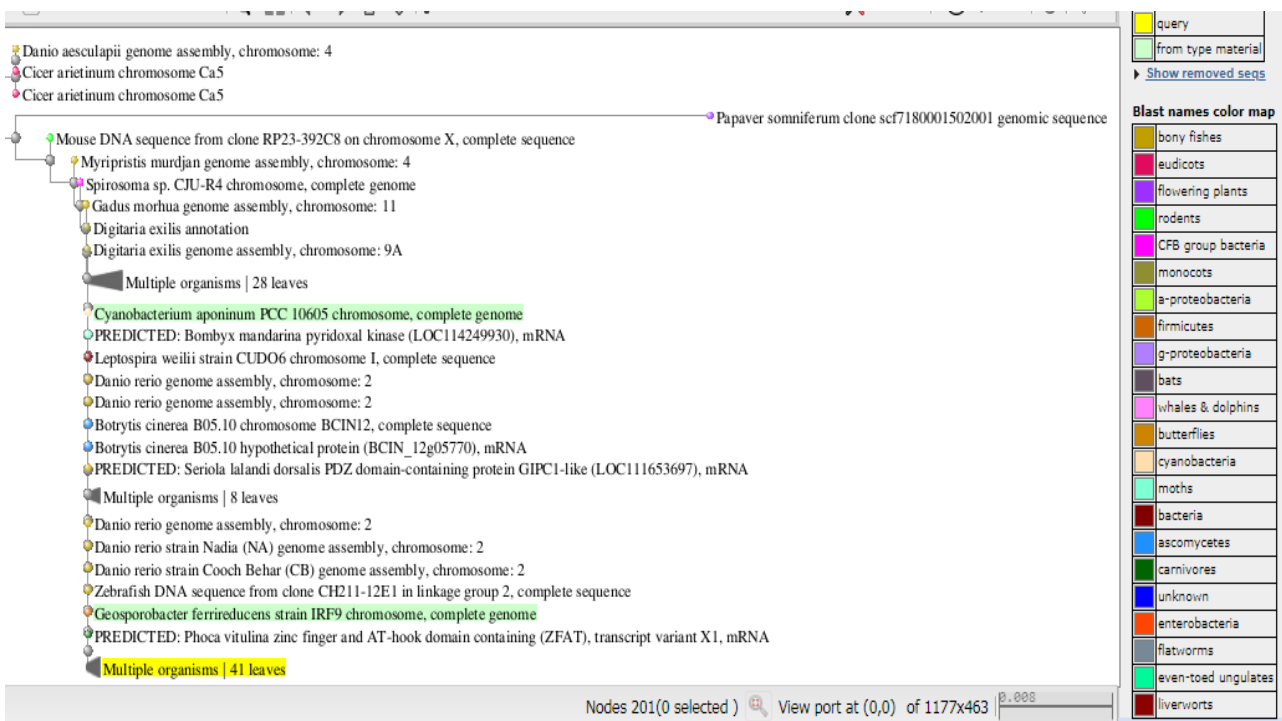 Danio aesculapii genome assembly, chromosome: 4
Cicer arietinum chromosome Ca5
Cicer arietinum chromosome Ca5
Papaver somniferum clone scf7180001502001 genomic sequence
Mouse DNA sequence from clone RP23-392C8 on chromosome X, complete sequence
Myripristis murdjan genome assembly, chromosome: 4
Spirosoma sp. CJU-R4 chromosome, complete genome
Gadus morhua genome assembly, chromosome: 11
Digitaria exilis annotation
Digitaria exilis genome assembly, chromosome: 9A
Multiple organisms | 28 leaves
Cyanobacterium aponinum PCC 10605 chromosome, complete genome
PREDICTED: Bombyx mandarina pyridoxal kinase (LOC114249930), mRNA
Leptospira weilii strain CUDO6 chromosome I, complete sequence
Danio rerio genome assembly, chromosome: 2
Danio rerio genome assembly, chromosome: 2
Botrytis cinerea B05.10 chromosome BCIN12, complete sequence
Botrytis cinerea B05.10 hypothetical protein (BCIN_12g05770), mRNA
PREDICTED: Seriola lalandi dorsalis PDZ domain-containing protein GIPC1-like (LOC111653697), mRNA
Multiple organisms | 8 leaves
Danio rerio genome assembly, chromosome: 2
Danio rerio strain Nadia (NA) genome assembly, chromosome: 2
Danio rerio strain Cooch Behar (CB) genome assembly, chromosome: 2
Zebrafish DNA sequence from clone CH211-12E1 in linkage group 2, complete sequence
Geosporobacter ferrireducens strain IRF9 chromosome, complete genome
PREDICTED: Phoca vitulina zinc finger and AT-hook domain containing (ZFAT), transcript variant X1, mRNA
Multiple organisms | 41 leaves
Nodes 201(0 selected ) View port at (0,0) of 1177x463 0.008
query
from type material
Show removed seqs
Blast names color map
bony fishes
eudicots
flowering plants
rodents
CFB group bacteria
monocots
a-proteobacteria
firmicutes
g-proteobacteria
bats
whales & dolphins
butterflies
cyanobacteria
moths
bacteria
ascomycetes
carnivores
unknown
enterobacteria
flatworms
even-toed ungulates
liverworts